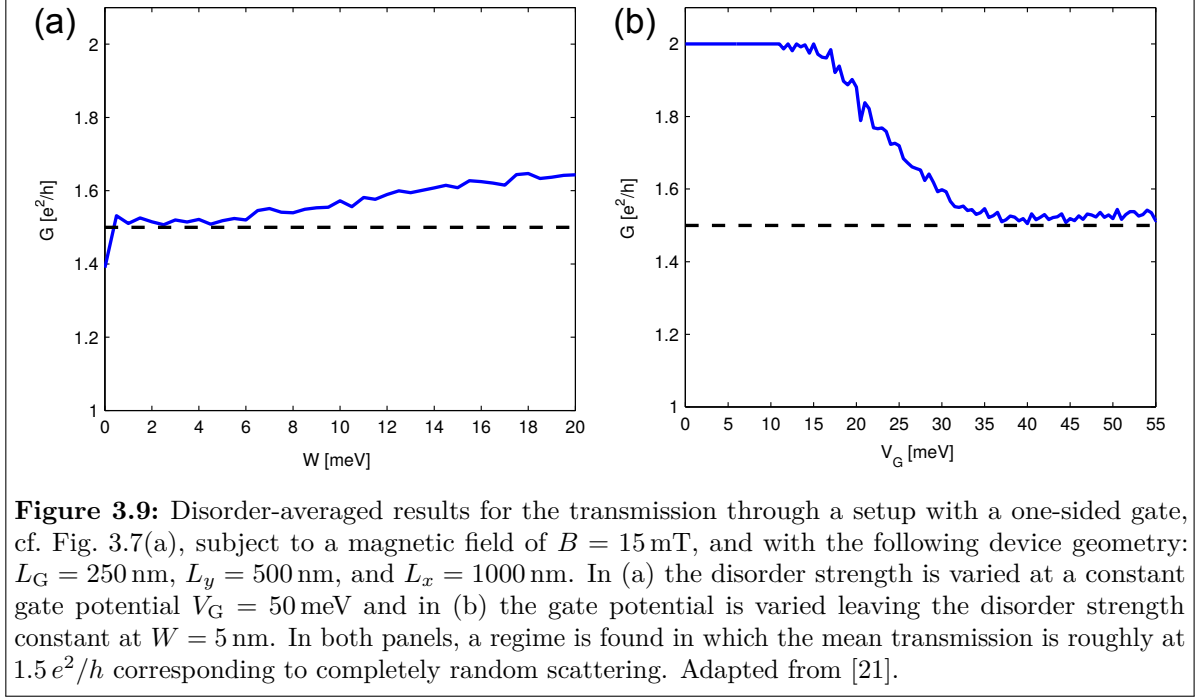 (a)
2
1.8
1.6
1.4
1.2
1
G [e²/h]
0 2 4 6 8 10 12 14 16 18 20
W [meV]
(b)
2
1.8
1.6
1.4
1.2
1
G [e²/h]
0 5 10 15 20 25 30 35 40 45 50 55
V_G [meV]
Figure 3.9: Disorder-averaged results for the transmission through a setup with a one-sided gate,
cf. Fig. 3.7(a), subject to a magnetic field of B = 15 mT, and with the following device geometry:
L_G = 250 nm, L_y = 500 nm, and L_x = 1000 nm. In (a) the disorder strength is varied at a constant
gate potential V_G = 50 meV and in (b) the gate potential is varied leaving the disorder strength
constant at W = 5 nm. In both panels, a regime is found in which the mean transmission is roughly at
1.5 e²/h corresponding to completely random scattering. Adapted from [21].